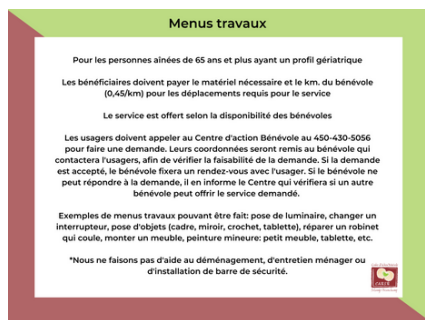 Menus travaux
Pour les personnes ainées de 65 ans et plus ayant un profil gériatrique
Les bénéficiaires doivent payer le matériel nécessaire et le km. du bénévole
(0,45/km) pour les déplacements requis pour le service
Le service est offert selon la disponibilité des bénévoles
Les usagers doivent appeler au Centre d'action Bénévole au 450-430-5056
pour faire une demande. Leurs coordonnées seront remis au bénévole qui
contactera l'usagers, afin de vérifier la faisabilité de la demande. Si la demande
est accepté, le bénévole fixera un rendez-vous avec l'usager. Si le bénévole ne
peut répondre à la demande, il en informe le Centre qui vérifiera si un autre
bénévole peut offrir le service demandé.
Exemples de menus travaux pouvant être fait: pose de luminaire, changer un
interrupteur, pose d'objets (cadre, miroir, crochet, tablette), réparer un robinet
qui coule, monter un meuble, peinture mineure: petit meuble, tablette, etc.
*Nous ne faisons pas d'aide au déménagement, d'entretien ménager ou
d'installation de barre de sécurité.